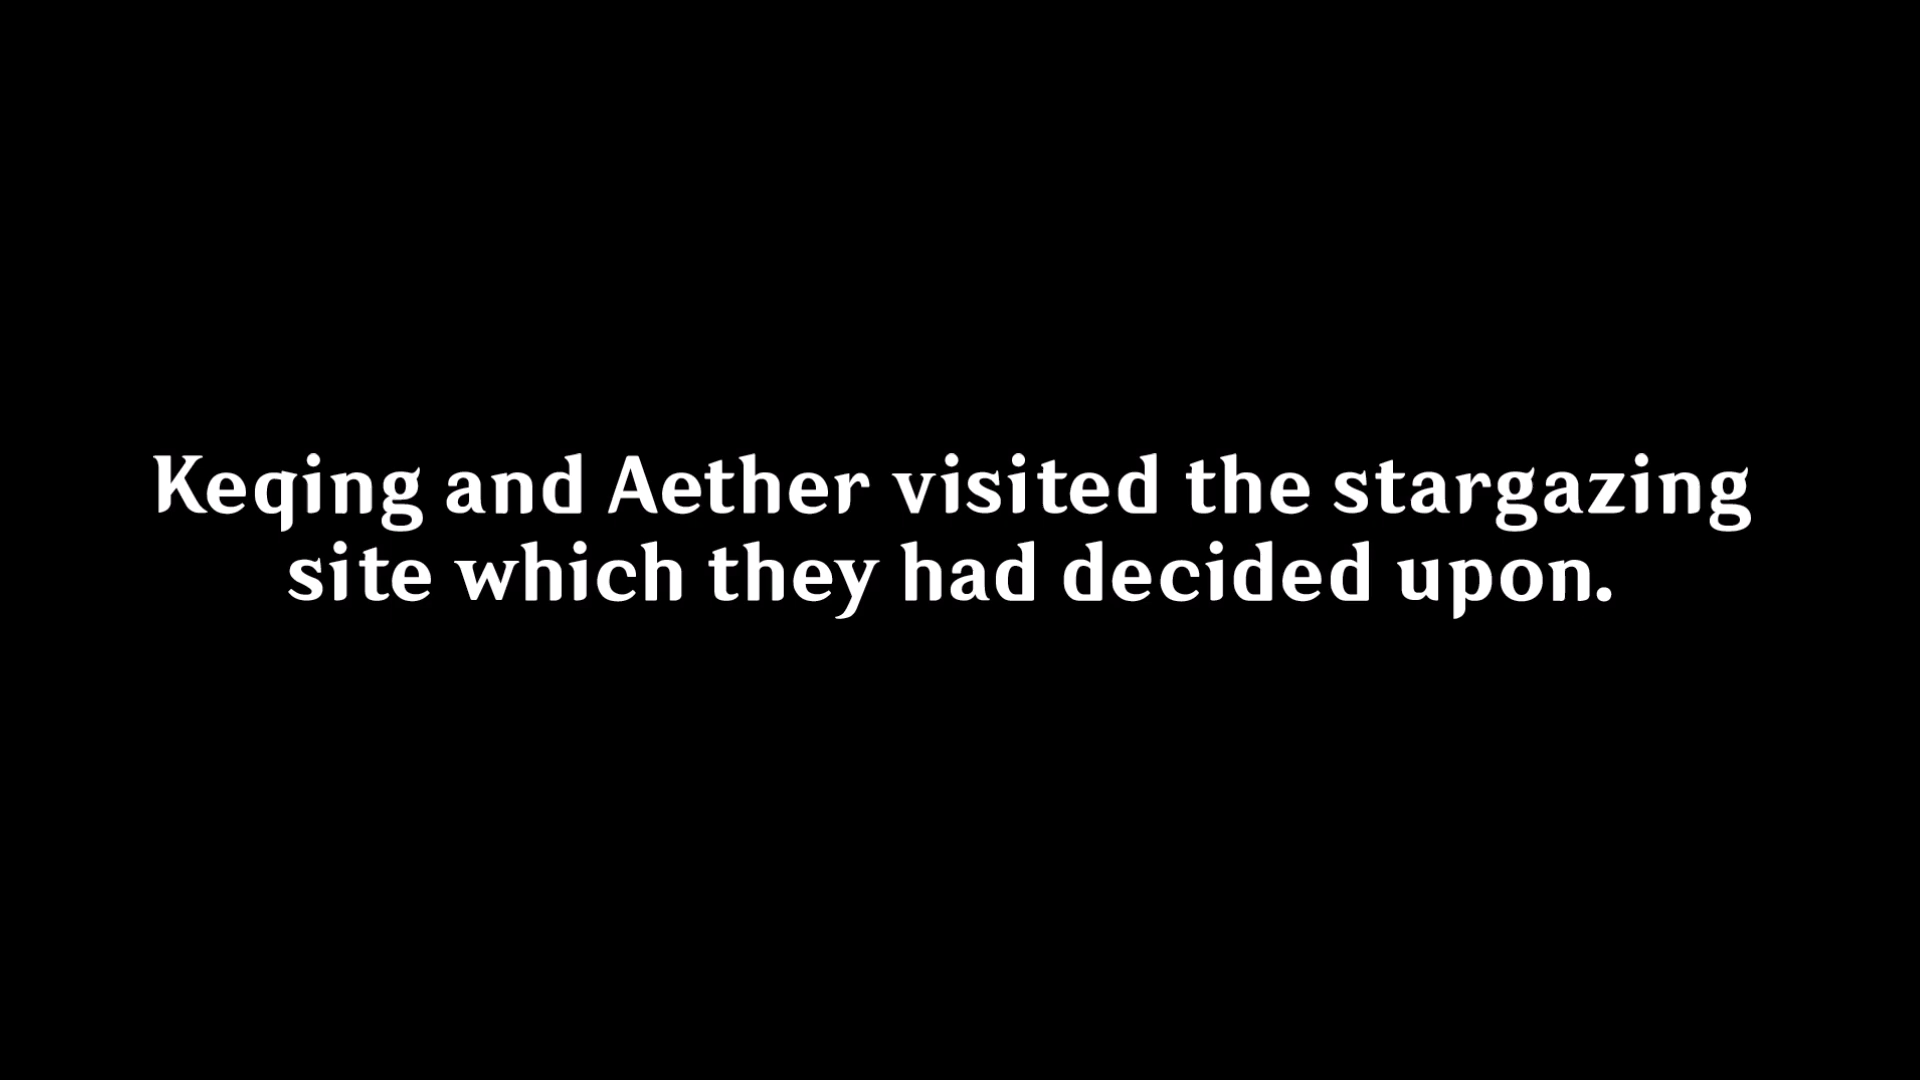 Keqing and Aether visited the stargazing
site which they had decided upon.